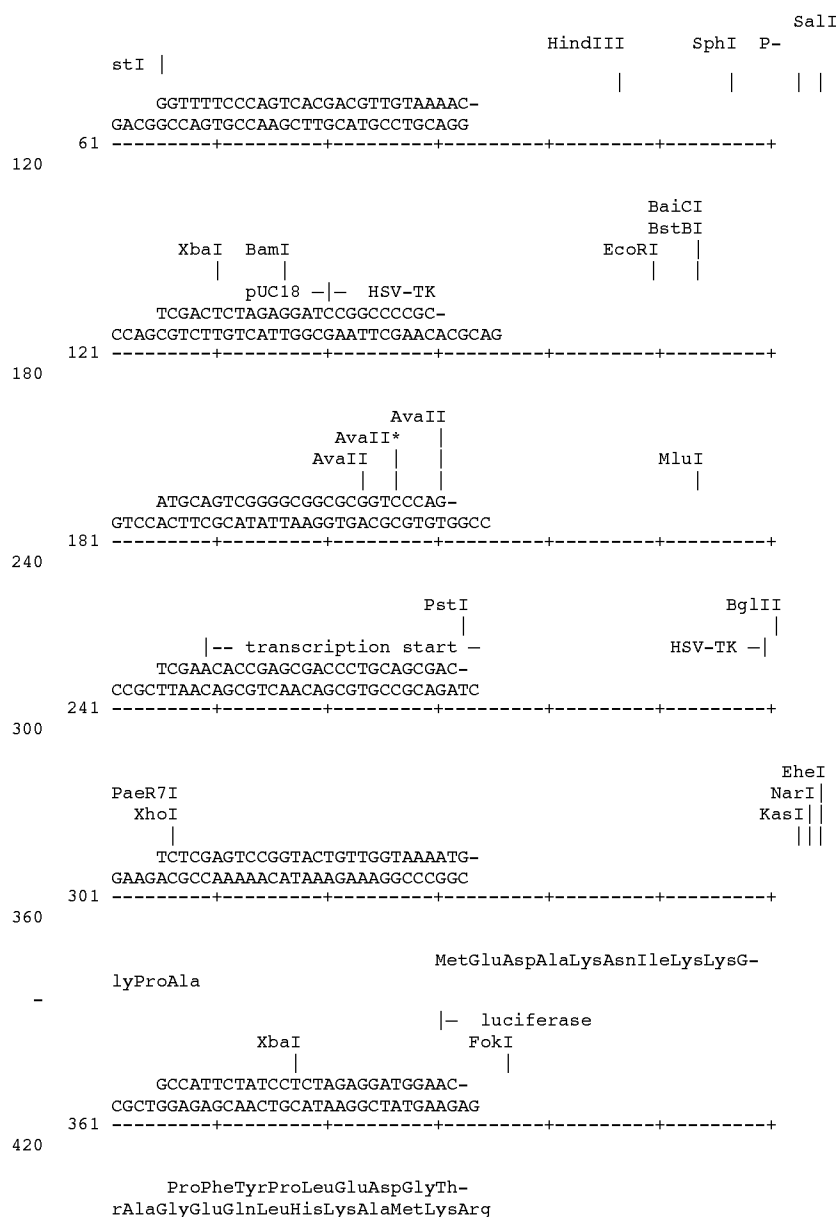 SalI
HindIII SphI P-
stI |
| | | |
GGTTTTCCCAGTCACGACGTTGTAAAAC-
GACGGCCAGTGCCAAGCTTGCATGCCTGCAGG
61 ---------+---------+---------+---------+---------+---------+
120
BaiCI
BstBI
XbaI BamI EcoRI |
| | | |
pUC18 —|— HSV-TK
TCGACTCTAGAGGATCCGGCCCCGC-
CCAGCGTCTTGTCATTGGCGAATTCGAACACGCAG
121 ---------+---------+---------+---------+---------+---------+
180
AvaII
AvaII* |
AvaII | | MluI
| | | |
ATGCAGTCGGGGCGGCGCGGTCCCAG-
GTCCACTTCGCATATTAAGGTGACGCGTGTGGCC
181 ---------+---------+---------+---------+---------+---------+
240
PstI BglII
| |
|-- transcription start — HSV-TK —|
TCGAACACCGAGCGACCCTGCAGCGAC-
CCGCTTAACAGCGTCAACAGCGTGCCGCAGATC
241 ---------+---------+---------+---------+---------+---------+
300
EheI
PaeR7I NarI|
XhoI KasI||
| |||
TCTCGAGTCCGGTACTGTTGGTAAAATG-
GAAGACGCCAAAAACATAAAGAAAGGCCCGGC
301 ---------+---------+---------+---------+---------+---------+
360
MetGluAspAlaLysAsnIleLysLysG-
lyProAla
-
|— luciferase
XbaI FokI
| |
GCCATTCTATCCTCTAGAGGATGGAAC-
CGCTGGAGAGCAACTGCATAAGGCTATGAAGAG
361 ---------+---------+---------+---------+---------+---------+
420
ProPheTyrProLeuGluAspGlyTh-
rAlaGlyGluGlnLeuHisLysAlaMetLysArg